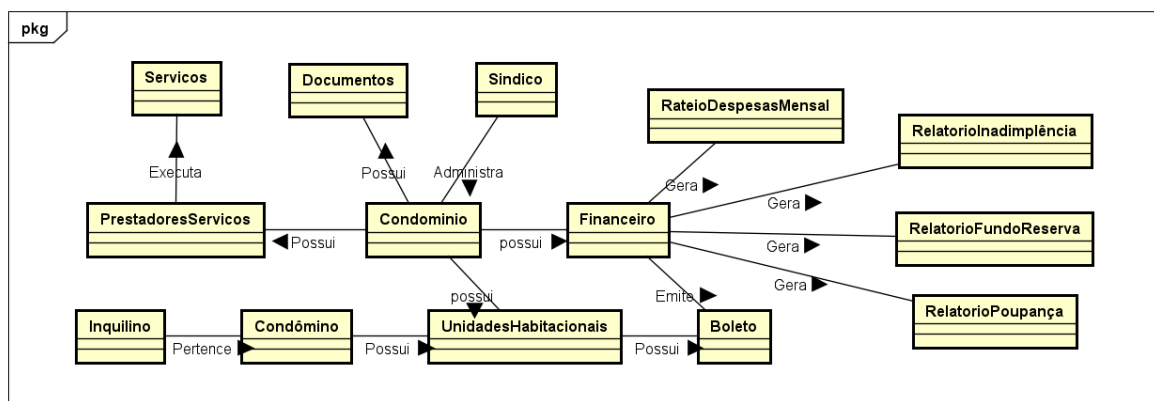 pkg
Servicos
Documentos
Sindico
RateioDespesasMensal
RelatorioInadimplência
Executa
Possui
Administra
Gera
Gera
PrestadoresServicos
Condominio
Financeiro
RelatorioFundoReserva
Possui
possui
Gera
Gera
possui
Emite
RelatorioPoupança
Inquilino
Condômino
UnidadesHabitacionais
Boleto
Pertence
Possui
Possui